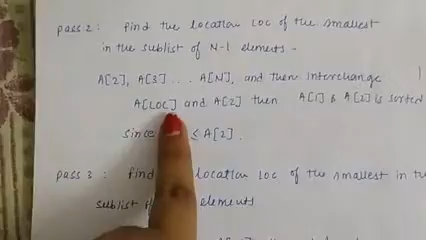 Pass 2: Find the location LOC of the smallest
in the sublist of N-1 elements -
A[2], A[3] ... A[N], and then interchange
A[LOC] and A[2] then A[1] & A[2] is sorted
since ≤ A[2].
Pass 3: find location LOC of the smallest in
sublist elements